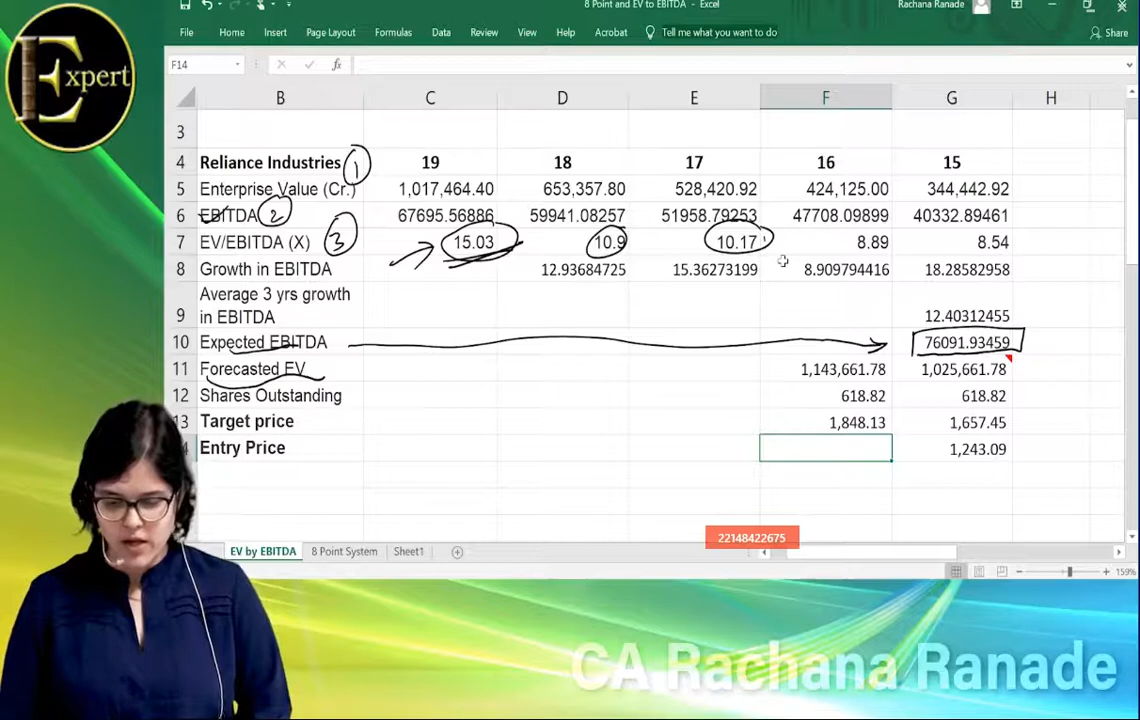 Expert
8 Point and EV to EBITDA - Excel
Rachana Ranade
File Home Insert Page Layout Formulas Data Review View Help Acrobat Tell me what you want to do Share
F14 fx
B C D E F G H
3
4 Reliance Industries 1 19 18 17 16 15
5 Enterprise Value (Cr.) 1,017,464.40 653,357.80 528,420.92 424,125.00 344,442.92
6 EBITDA 2 67695.56886 59941.08257 51958.79253 47708.09899 40332.89461
7 EV/EBITDA (X) 3 15.03 10.9 10.17 8.89 8.54
8 Growth in EBITDA 12.93684725 15.36273199 8.909794416 18.28582958
Average 3 yrs growth
9 in EBITDA 12.40312455
10 Expected EBITDA 76091.93459
11 Forecasted EV 1,143,661.78 1,025,661.78
12 Shares Outstanding 618.82 618.82
13 Target price 1,848.13 1,657.45
Entry Price 1,243.09
22148422675
EV by EBITDA 8 Point System Sheet1
159%
CA Rachana Ranade